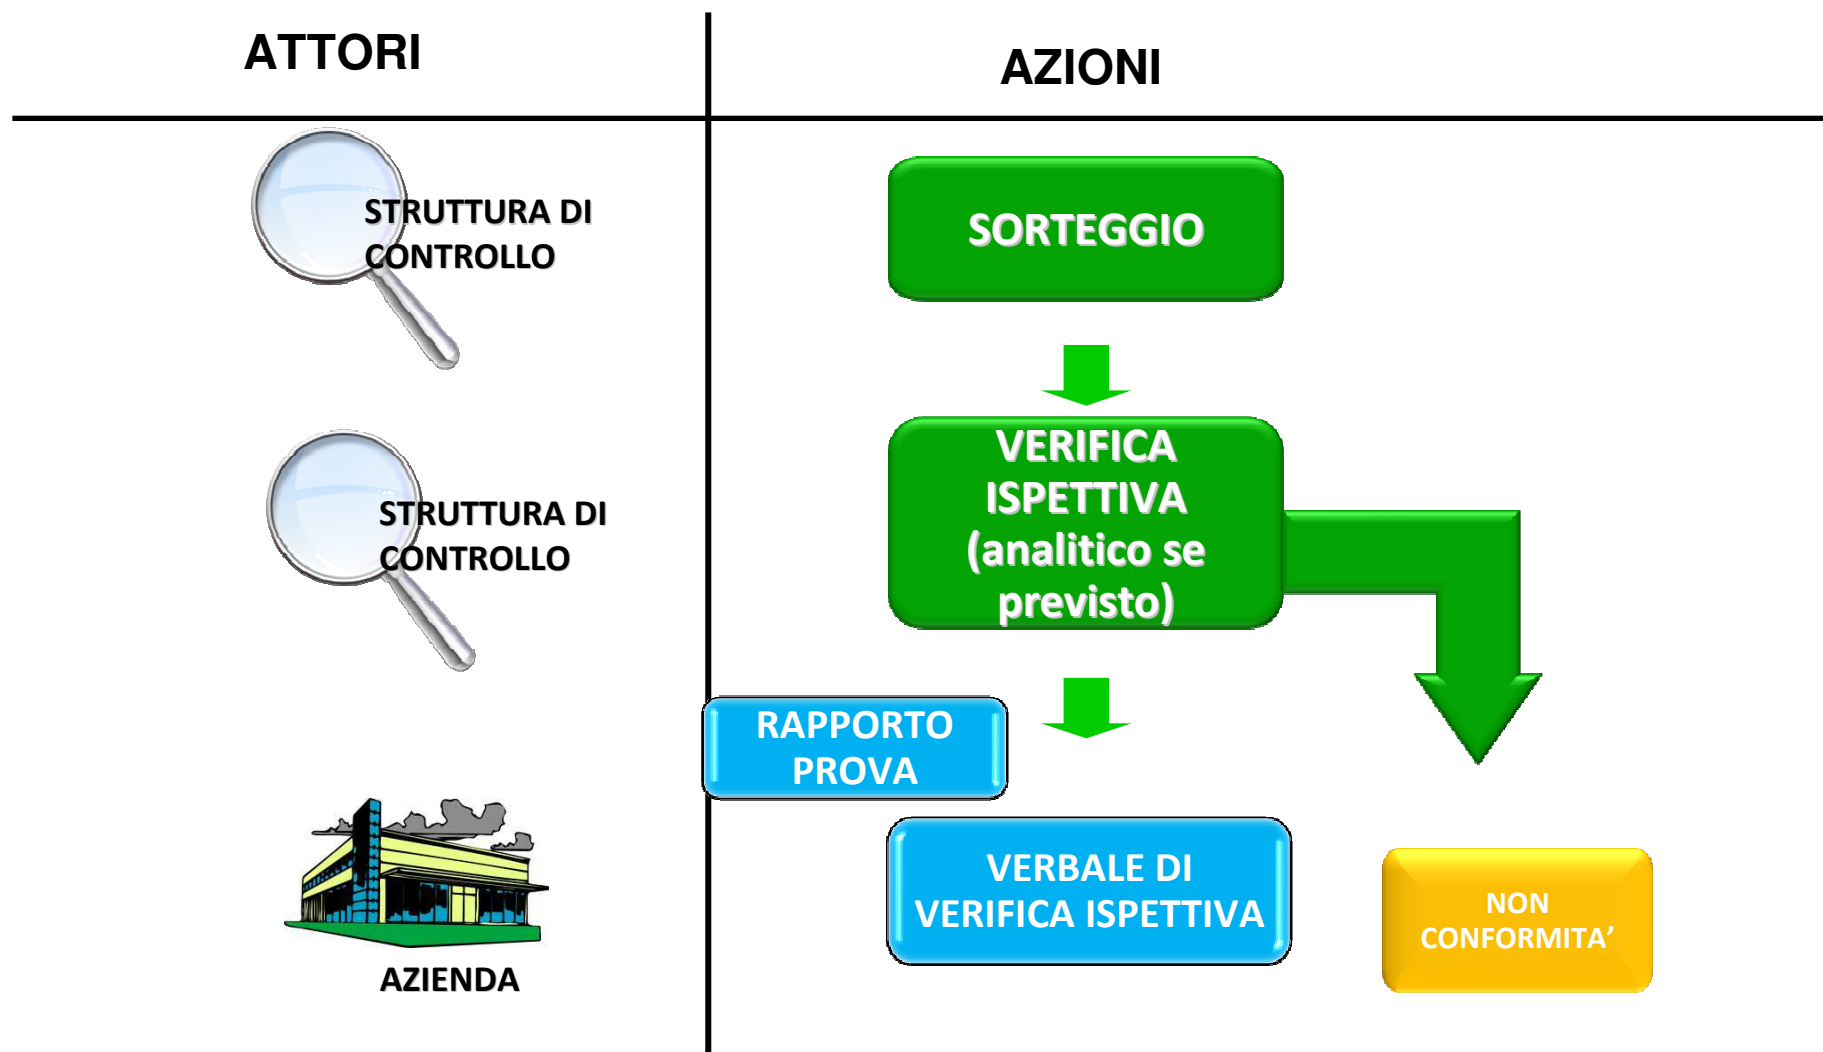 ATTORI
AZIONI
STRUTTURA DI
CONTROLLO
SORTEGGIO
STRUTTURA DI
CONTROLLO
VERIFICA
ISPETTIVA
(analitico se
previsto)
RAPPORTO
PROVA
VERBALE DI
VERIFICA ISPETTIVA
NON
CONFORMITA’
AZIENDA